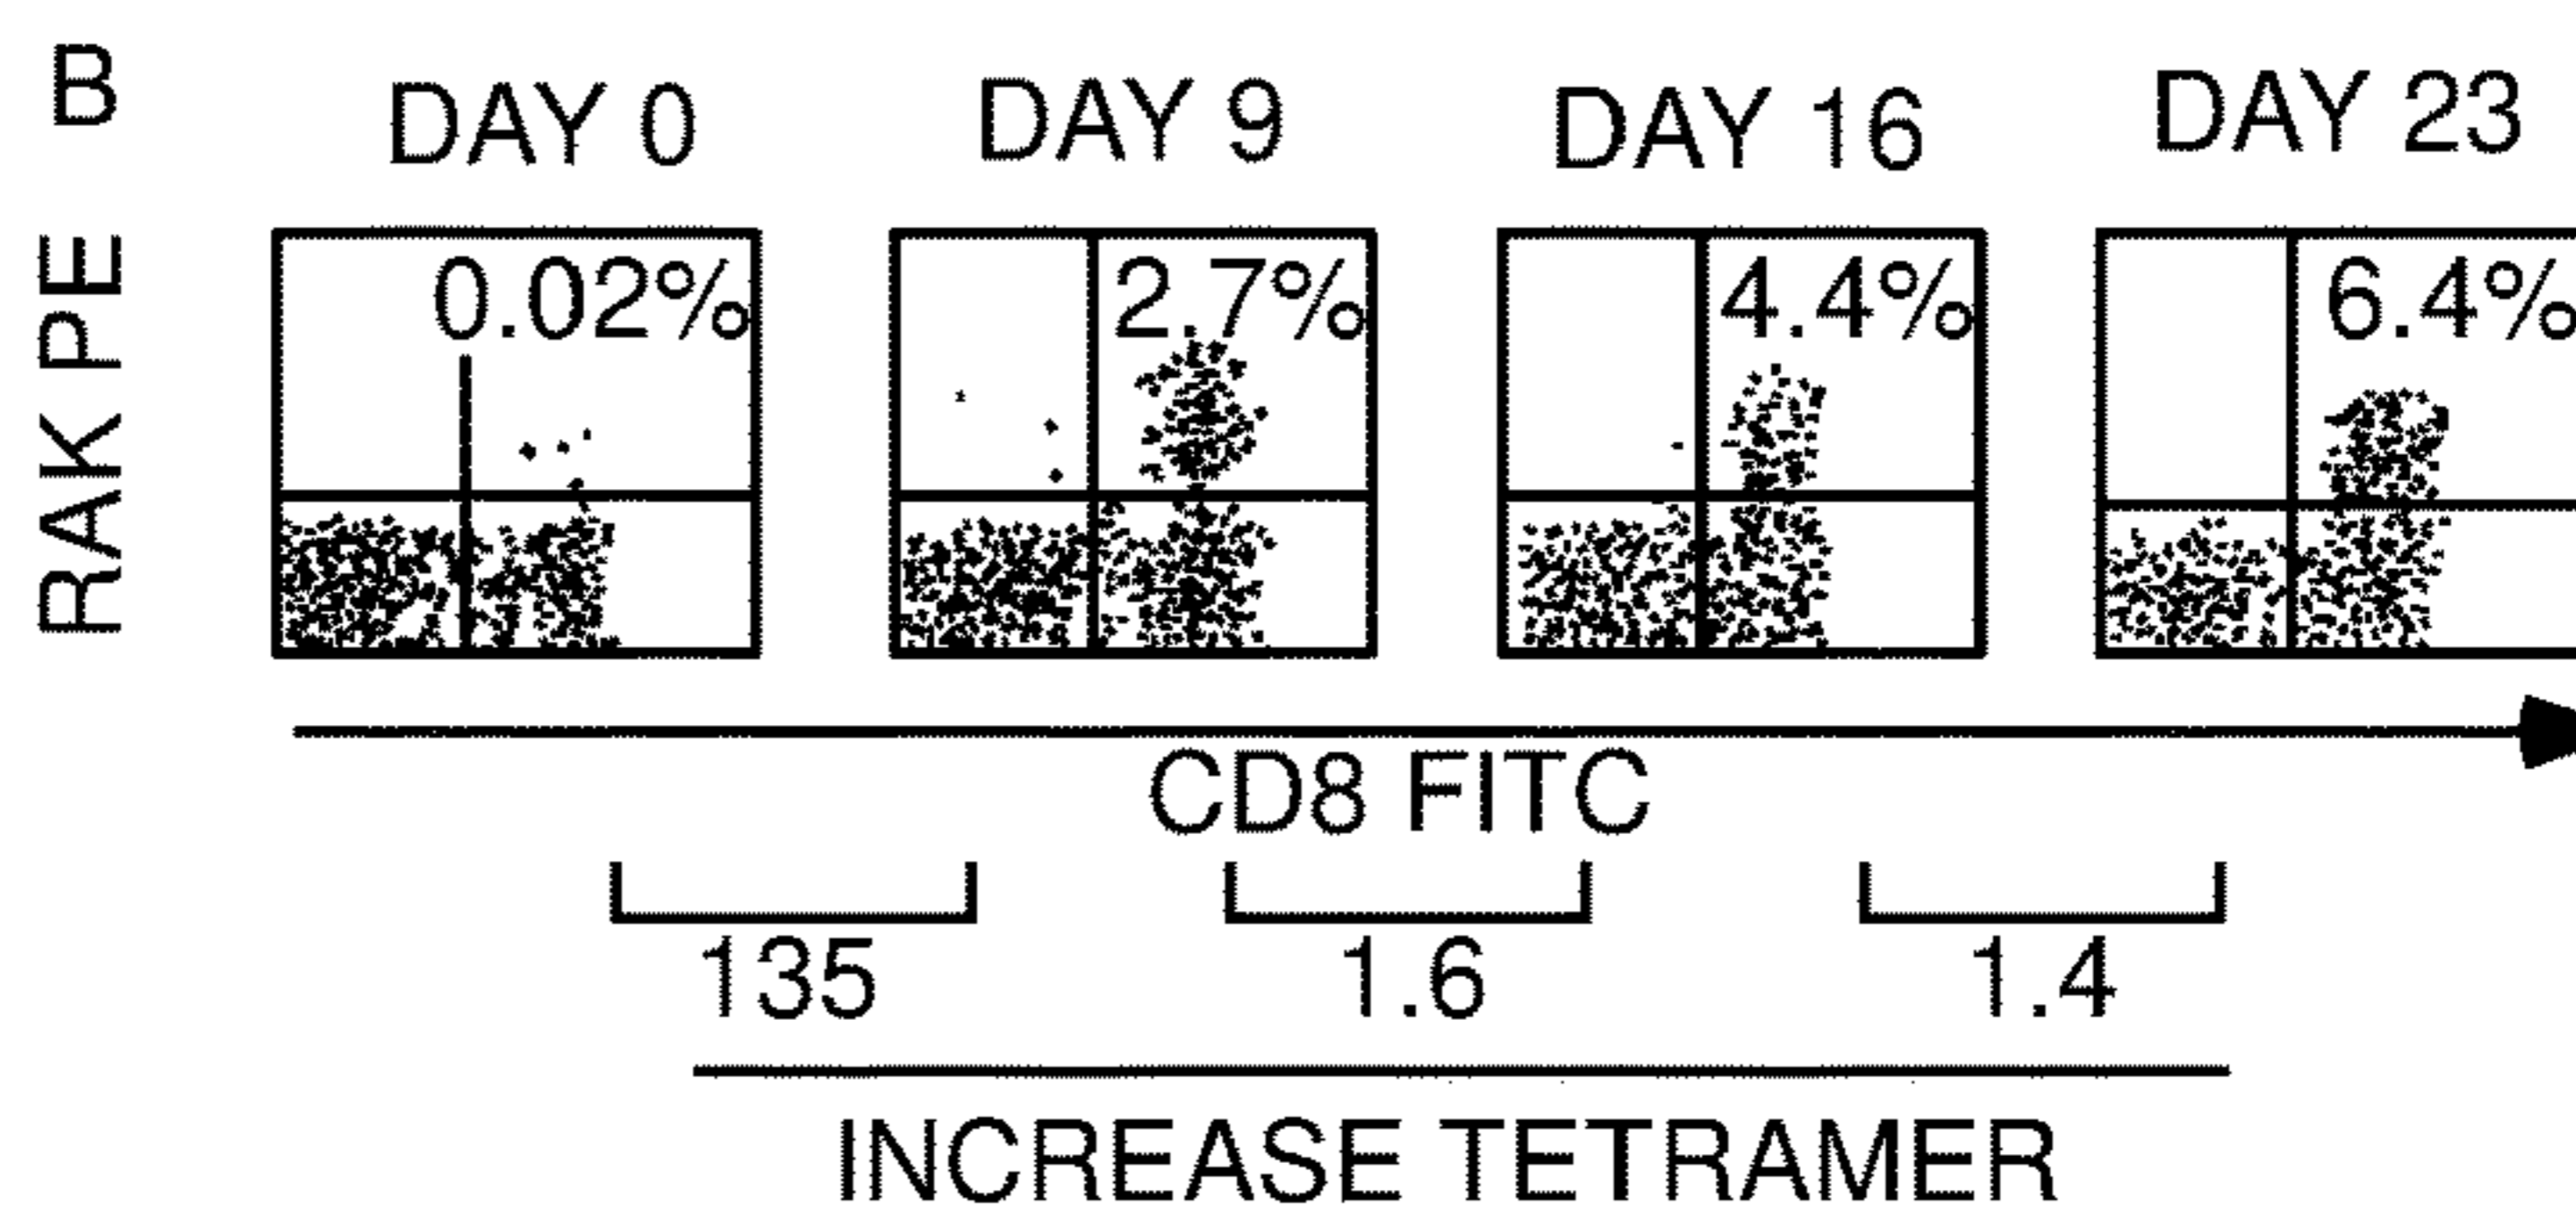 B
DAY 0 DAY 9 DAY 16 DAY 23
RAK PE
0.02% 2.7% 4.4% 6.4%
CD8 FITC
135 1.6 1.4
INCREASE TETRAMER